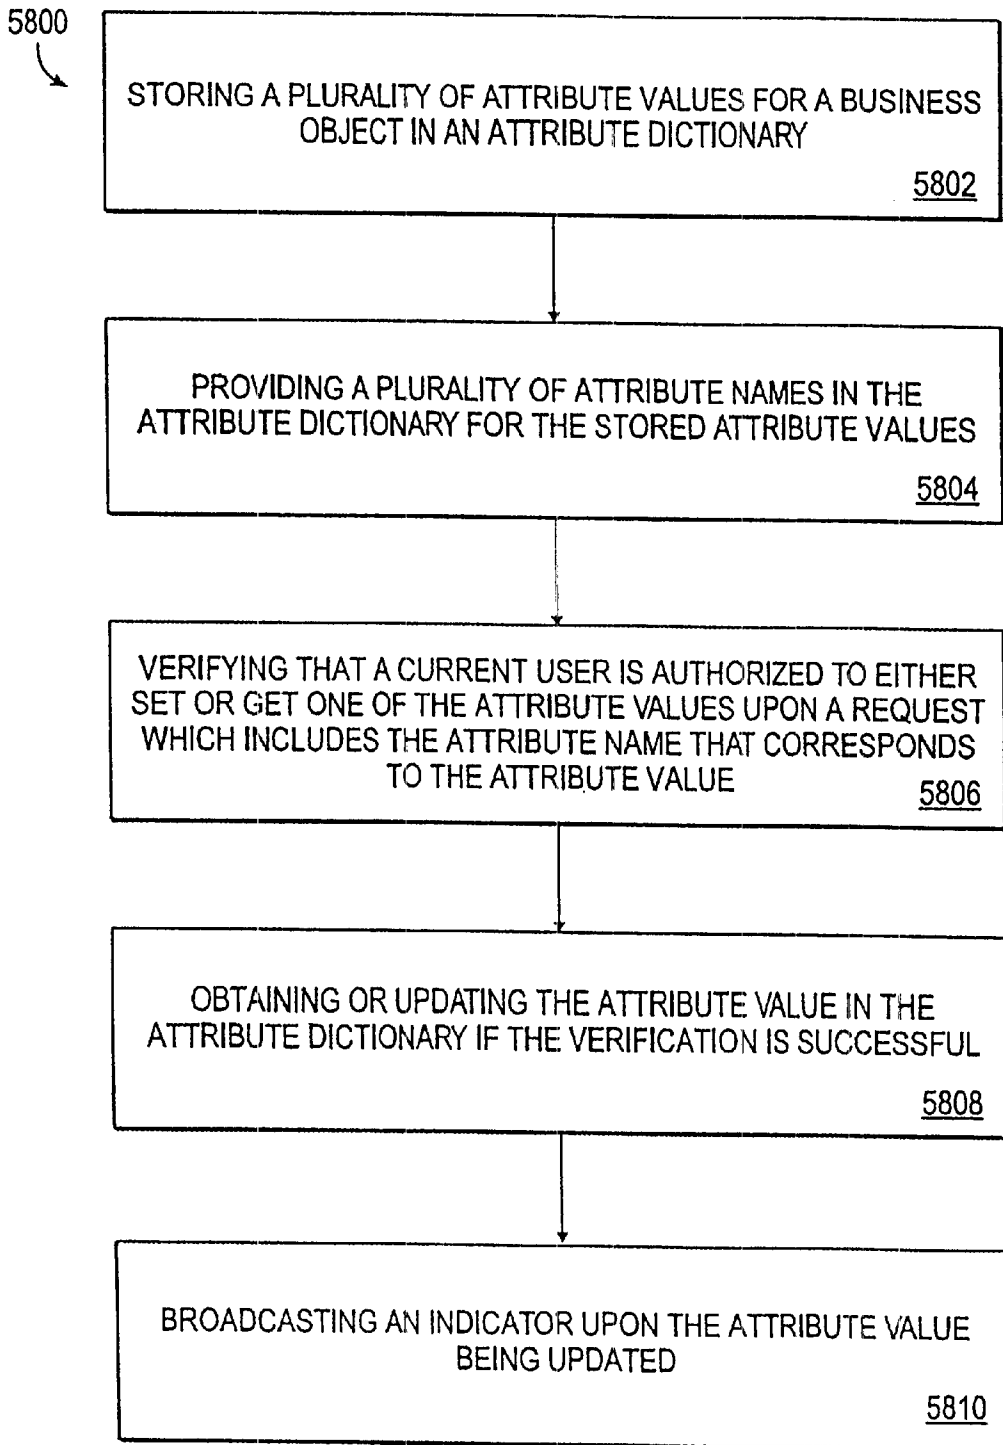 5800
STORING A PLURALITY OF ATTRIBUTE VALUES FOR A BUSINESS
OBJECT IN AN ATTRIBUTE DICTIONARY
5802
PROVIDING A PLURALITY OF ATTRIBUTE NAMES IN THE
ATTRIBUTE DICTIONARY FOR THE STORED ATTRIBUTE VALUES
5804
VERIFYING THAT A CURRENT USER IS AUTHORIZED TO EITHER
SET OR GET ONE OF THE ATTRIBUTE VALUES UPON A REQUEST
WHICH INCLUDES THE ATTRIBUTE NAME THAT CORRESPONDS
TO THE ATTRIBUTE VALUE
5806
OBTAINING OR UPDATING THE ATTRIBUTE VALUE IN THE
ATTRIBUTE DICTIONARY IF THE VERIFICATION IS SUCCESSFUL
5808
BROADCASTING AN INDICATOR UPON THE ATTRIBUTE VALUE
BEING UPDATED
5810